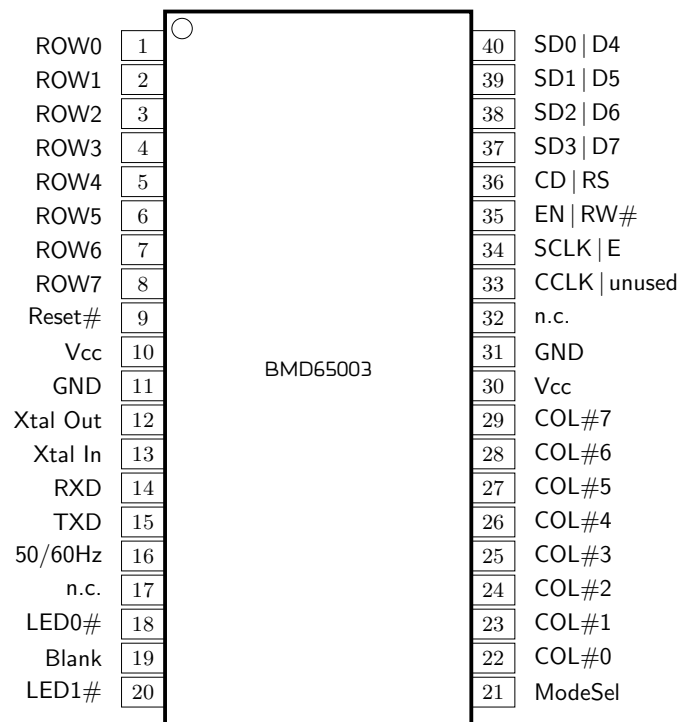 ROW0 1 40 SD0 | D4
ROW1 2 39 SD1 | D5
ROW2 3 38 SD2 | D6
ROW3 4 37 SD3 | D7
ROW4 5 36 CD | RS
ROW5 6 35 EN | RW#
ROW6 7 34 SCLK | E
ROW7 8 33 CCLK | unused
Reset# 9 32 n.c.
Vcc 10 31 GND
BMD65003
GND 11 30 Vcc
Xtal Out 12 29 COL#7
Xtal In 13 28 COL#6
RXD 14 27 COL#5
TXD 15 26 COL#4
50/60Hz 16 25 COL#3
n.c. 17 24 COL#2
LED0# 18 23 COL#1
Blank 19 22 COL#0
LED1# 20 21 ModeSel